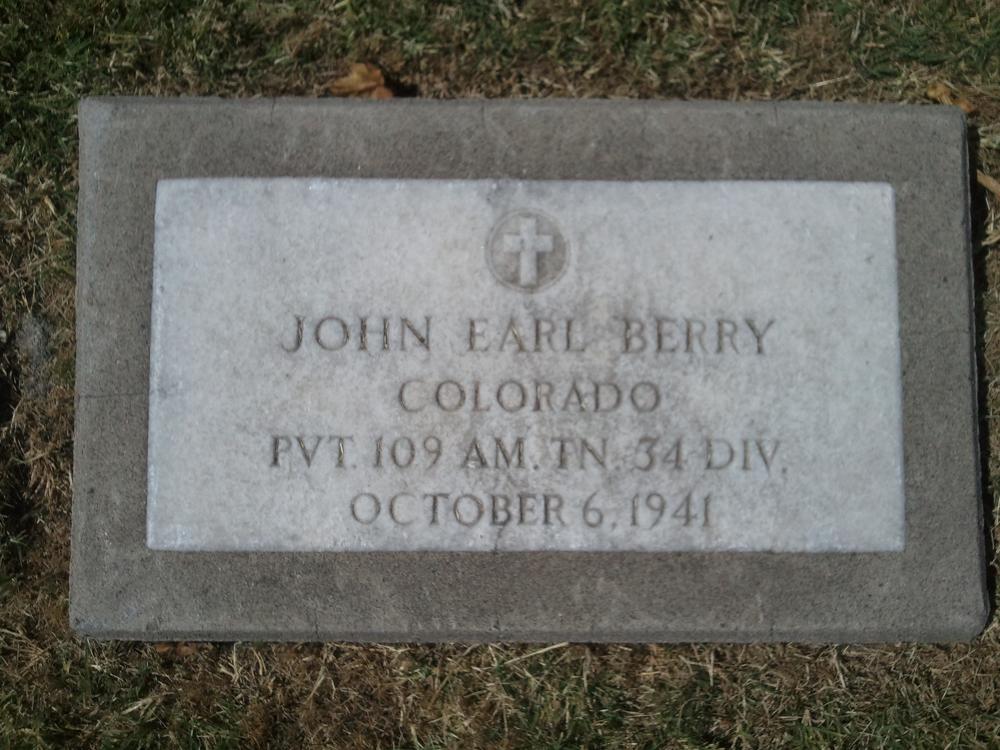 JOHN EARL BERRY
COLORADO
PVT. 109 AM. TN. 34 DIV.
OCTOBER 6, 1941